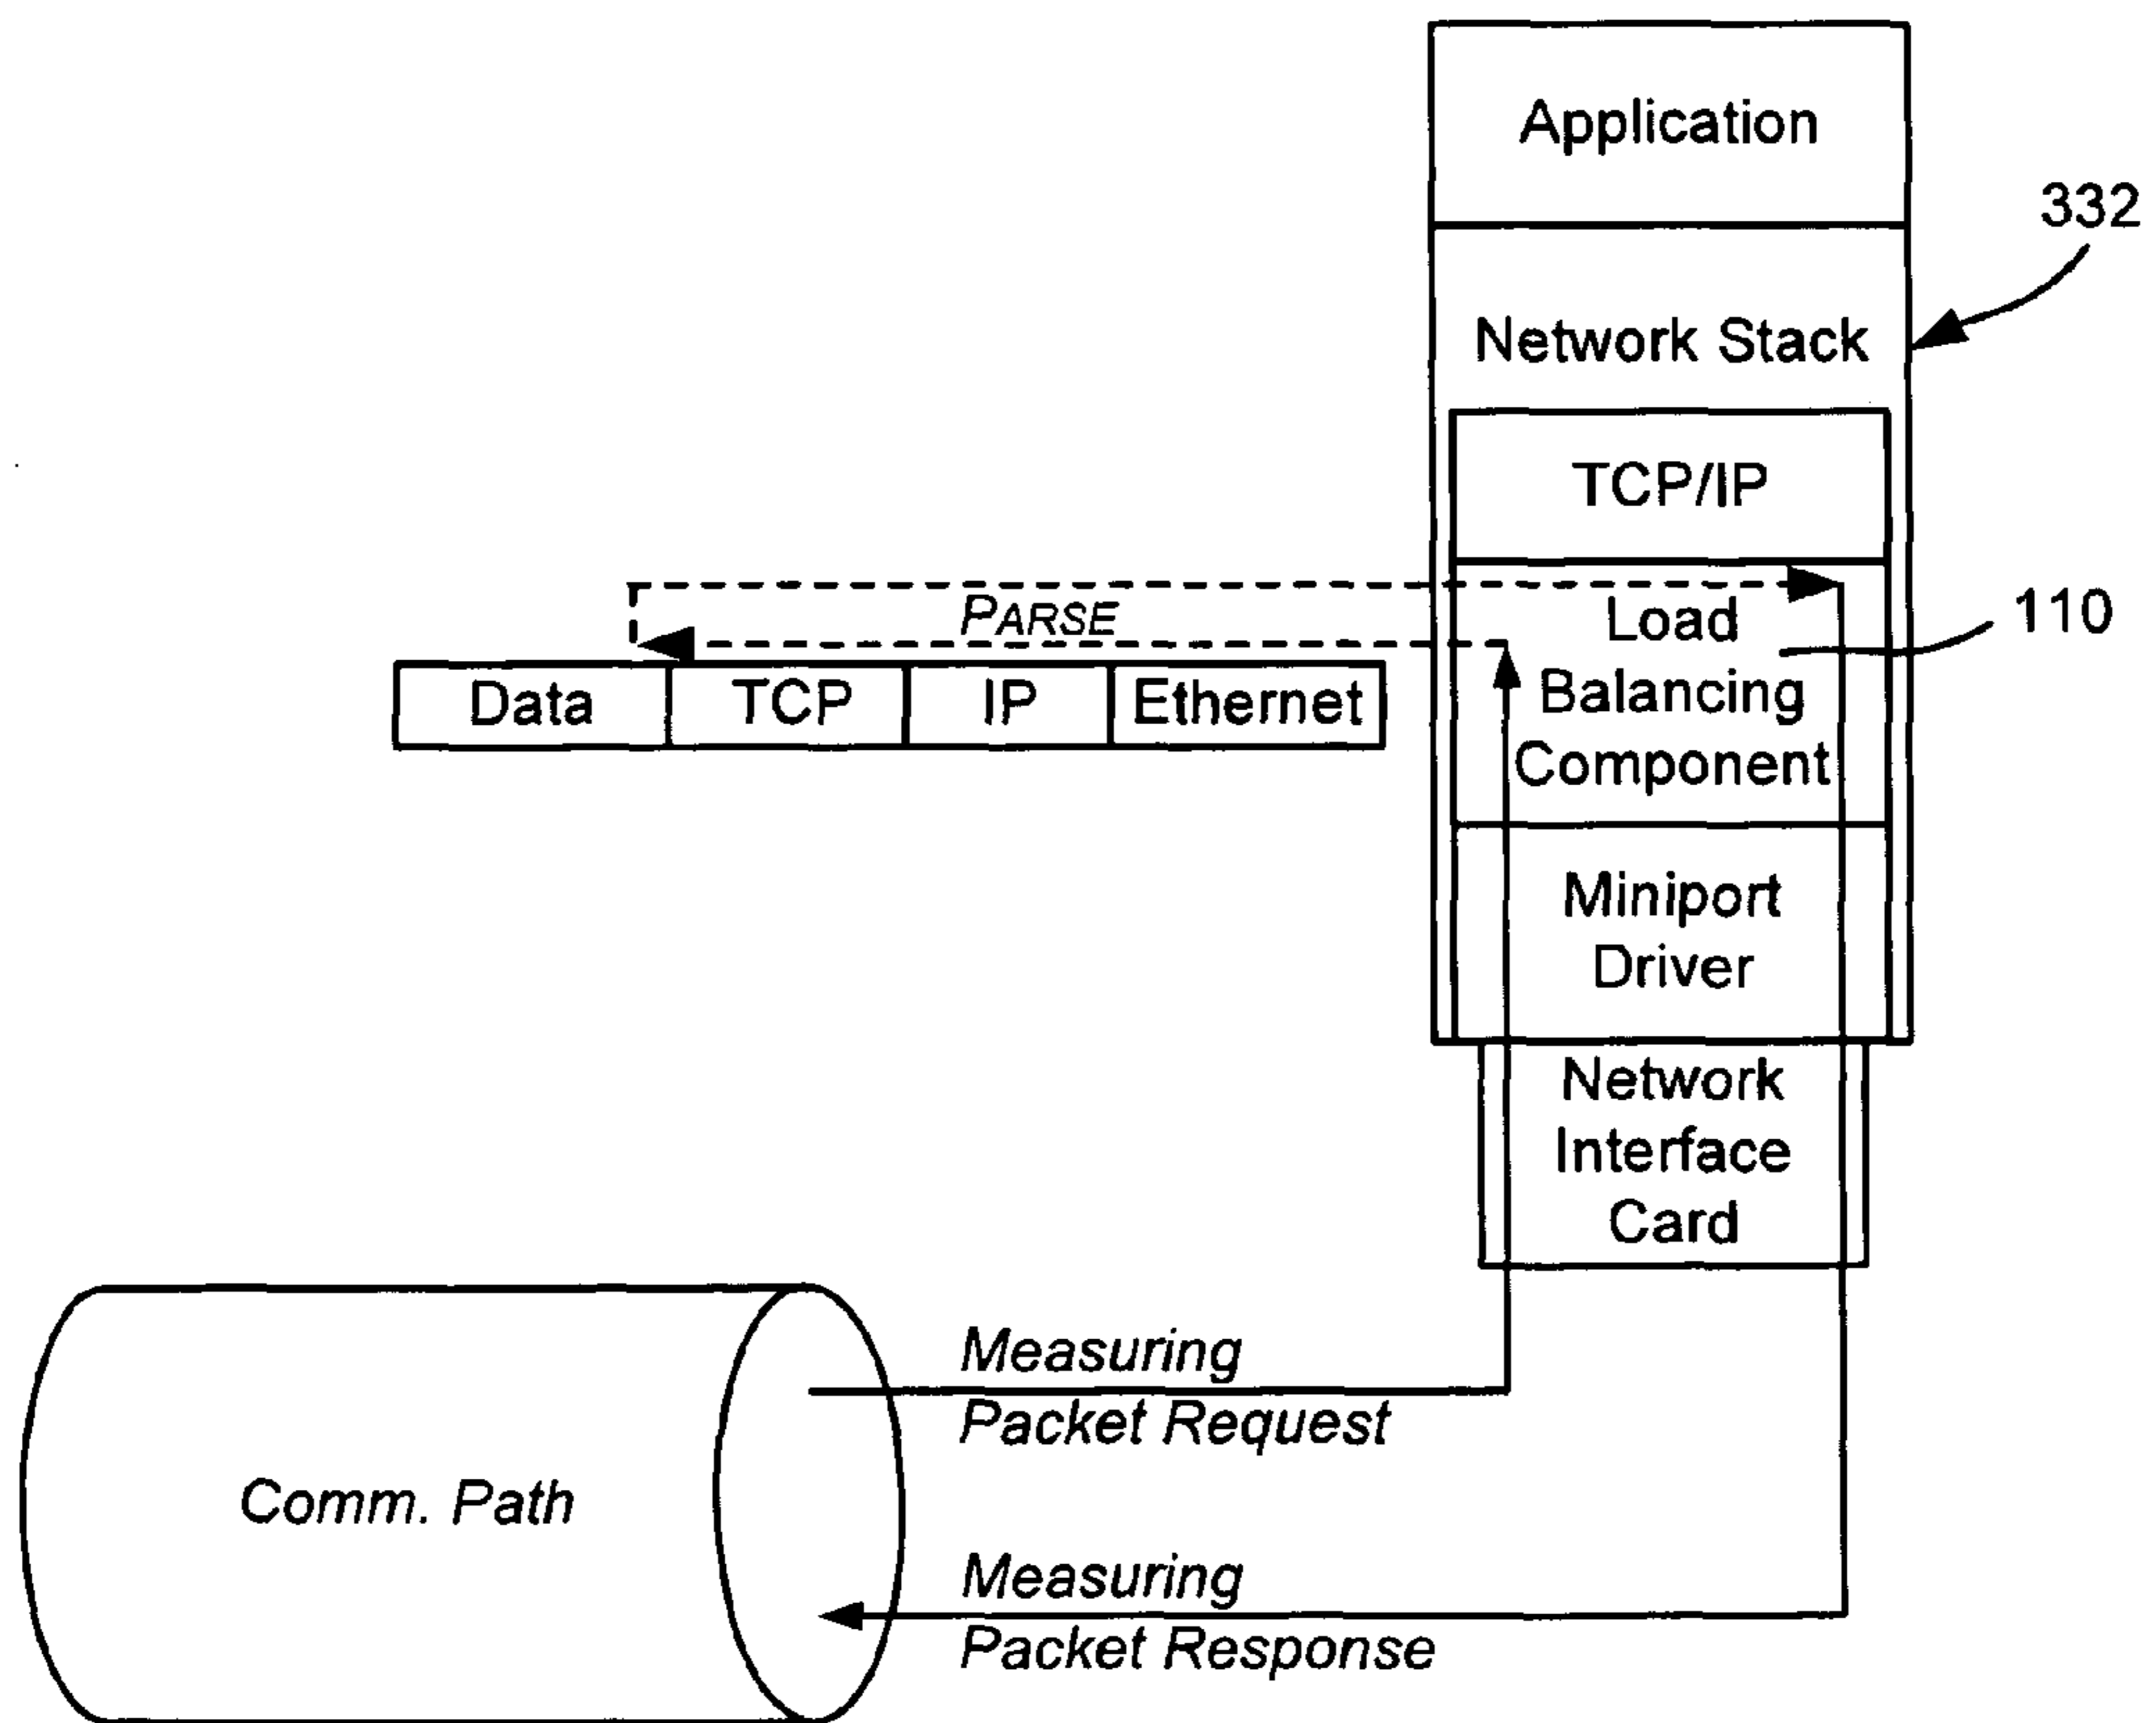 Application
332
Network Stack
TCP/IP
PARSE
Load
Balancing
Component
110
Data TCP IP Ethernet
Miniport
Driver
Network
Interface
Card
Measuring
Packet Request
Comm. Path
Measuring
Packet Response